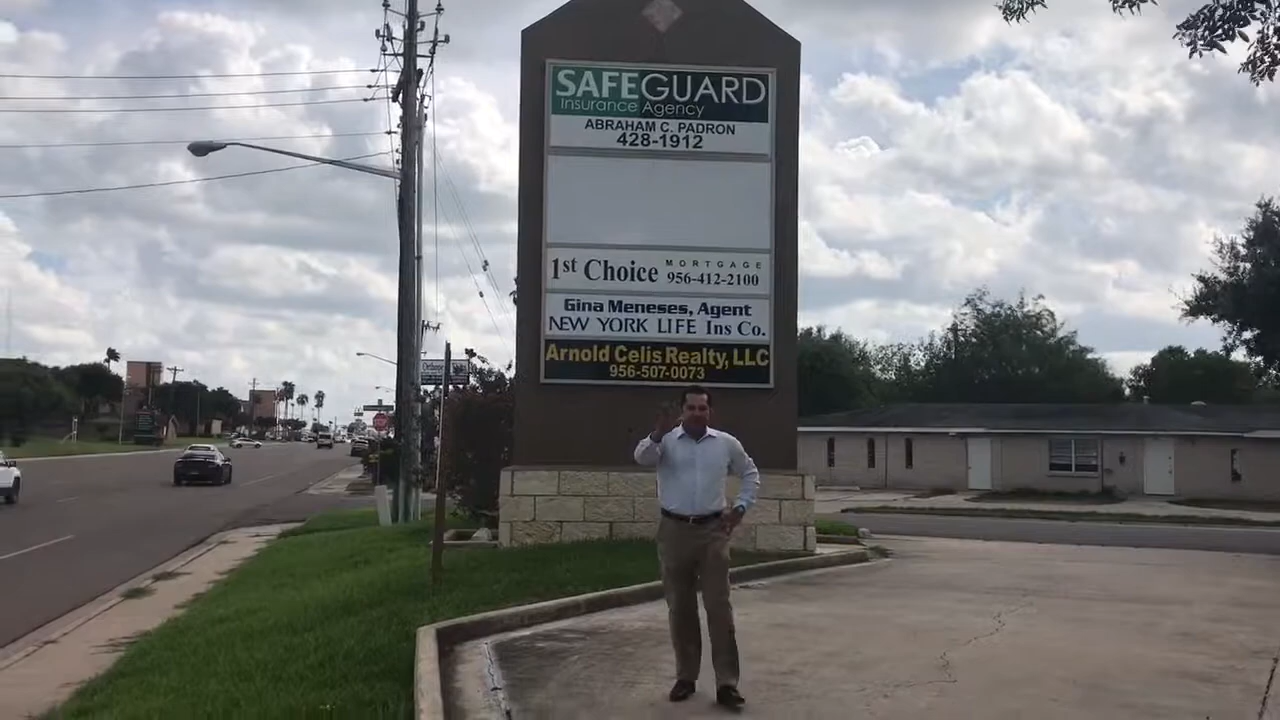 SAFEGUARD
Insurance Agency
ABRAHAM C. PADRON
428-1912
1st Choice MORTGAGE
956-412-2100
Gina Meneses, Agent
NEW YORK LIFE Ins Co.
Arnold Celis Realty, LLC
956-507-0073